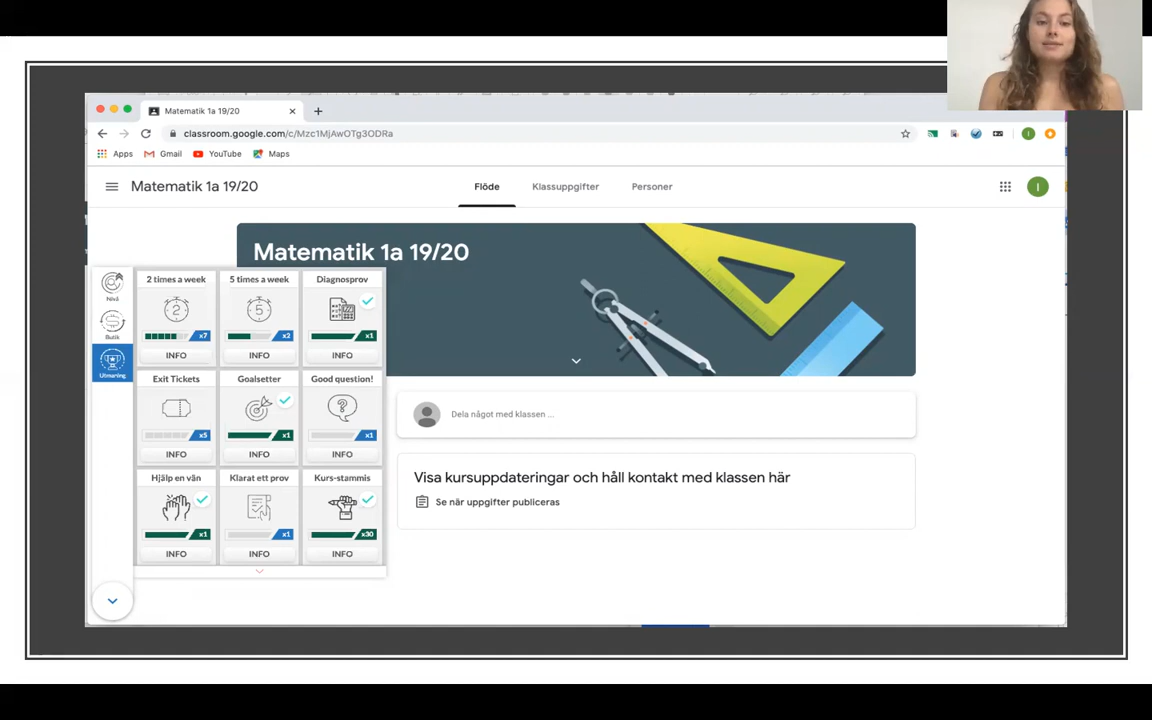 Matematik 1a 19/20
classroom.google.com/c/Mzc1MjAwOTg3ODRa
Apps Gmail YouTube Maps
I
Matematik 1a 19/20
Flöde Klassuppgifter Personer
I
Matematik 1a 19/20
Nivå
Butik
Utmaning
2 times a week 5 times a week Diagnosprov
2 5
x7 x2 x1
INFO INFO INFO
Exit Tickets Goalsetter Good question!
?
x5 x1 x1
INFO INFO INFO
Hjälp en vän Klarat ett prov Kurs-stammis
x1 x1 x30
INFO INFO INFO
Dela något med klassen ...
Visa kursuppdateringar och håll kontakt med klassen här
Se när uppgifter publiceras